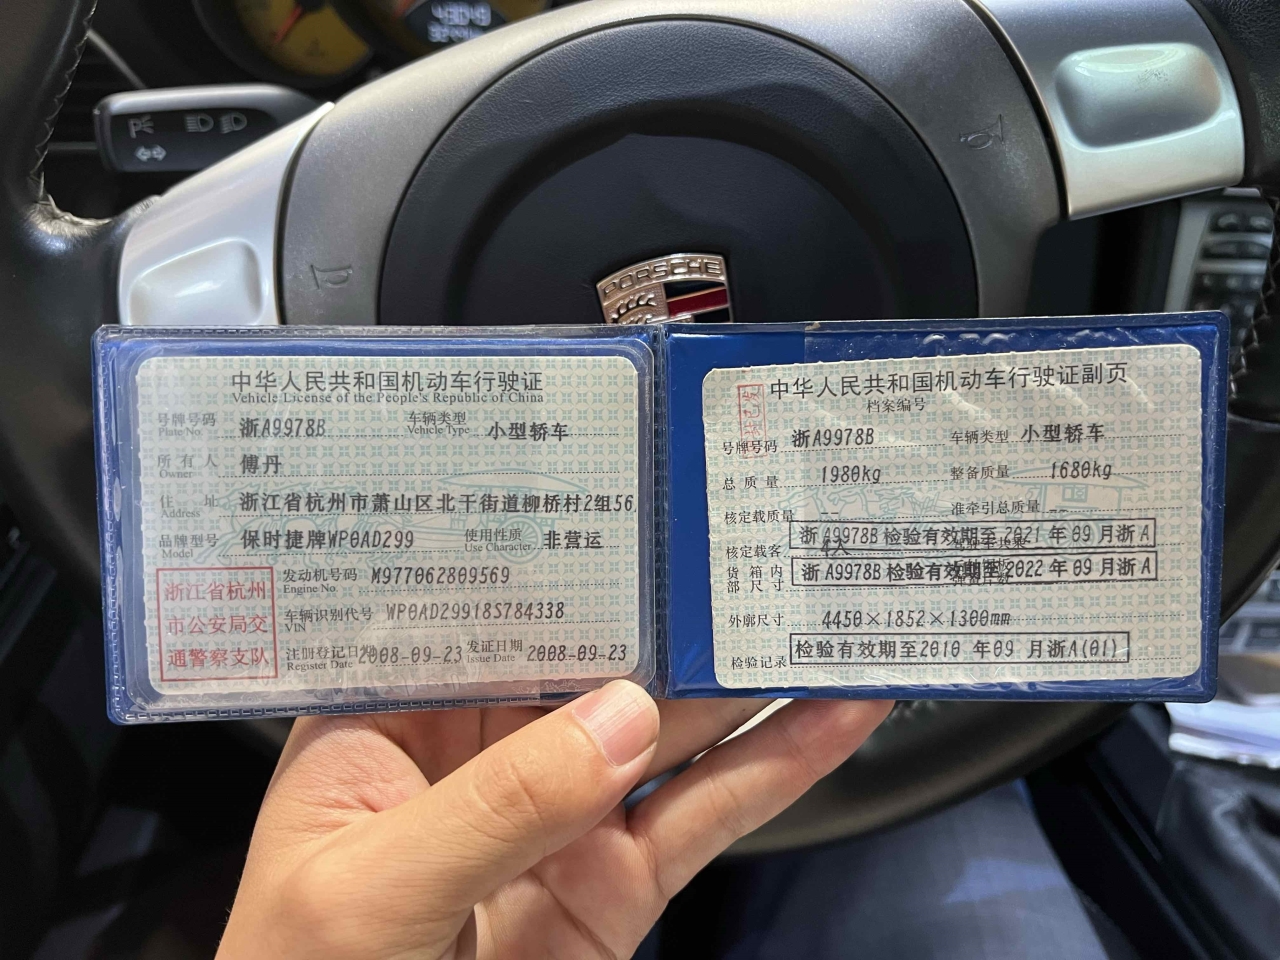 PORSCHE
中华人民共和国机动车行驶证
Vehicle License of the People's Republic of China
号牌号码 浙A9978B 车辆类型 小型轿车
Plate No. Vehicle Type
所有人 傅丹
Owner
住址 浙江省杭州市萧山区北干街道柳桥村2组56
Address
品牌型号 保时捷牌WP0AD299 使用性质 非营运
Model Use Character
浙江省杭州
市公安局交
通警察支队
发动机号码 M977062809569
Engine No.
车辆识别代号 WP0AD29918S784338
VIN
注册登记日期 2008-09-23 发证日期 2008-09-23
Register Date Issue Date
中华人民共和国机动车行驶证副页
档案编号
号牌号码 浙A9978B 车辆类型 小型轿车
总质量 1980kg 整备质量 1680kg
核定载质量 -- 准牵引总质量 --
浙A9978B检验有效期至2021年09月浙A
核定载客 4人
浙A9978B检验有效期至2022年09月浙A
货箱内
部尺寸
外廓尺寸 4450×1852×1300mm
检验记录 检验有效期至2010年09月浙A(01)